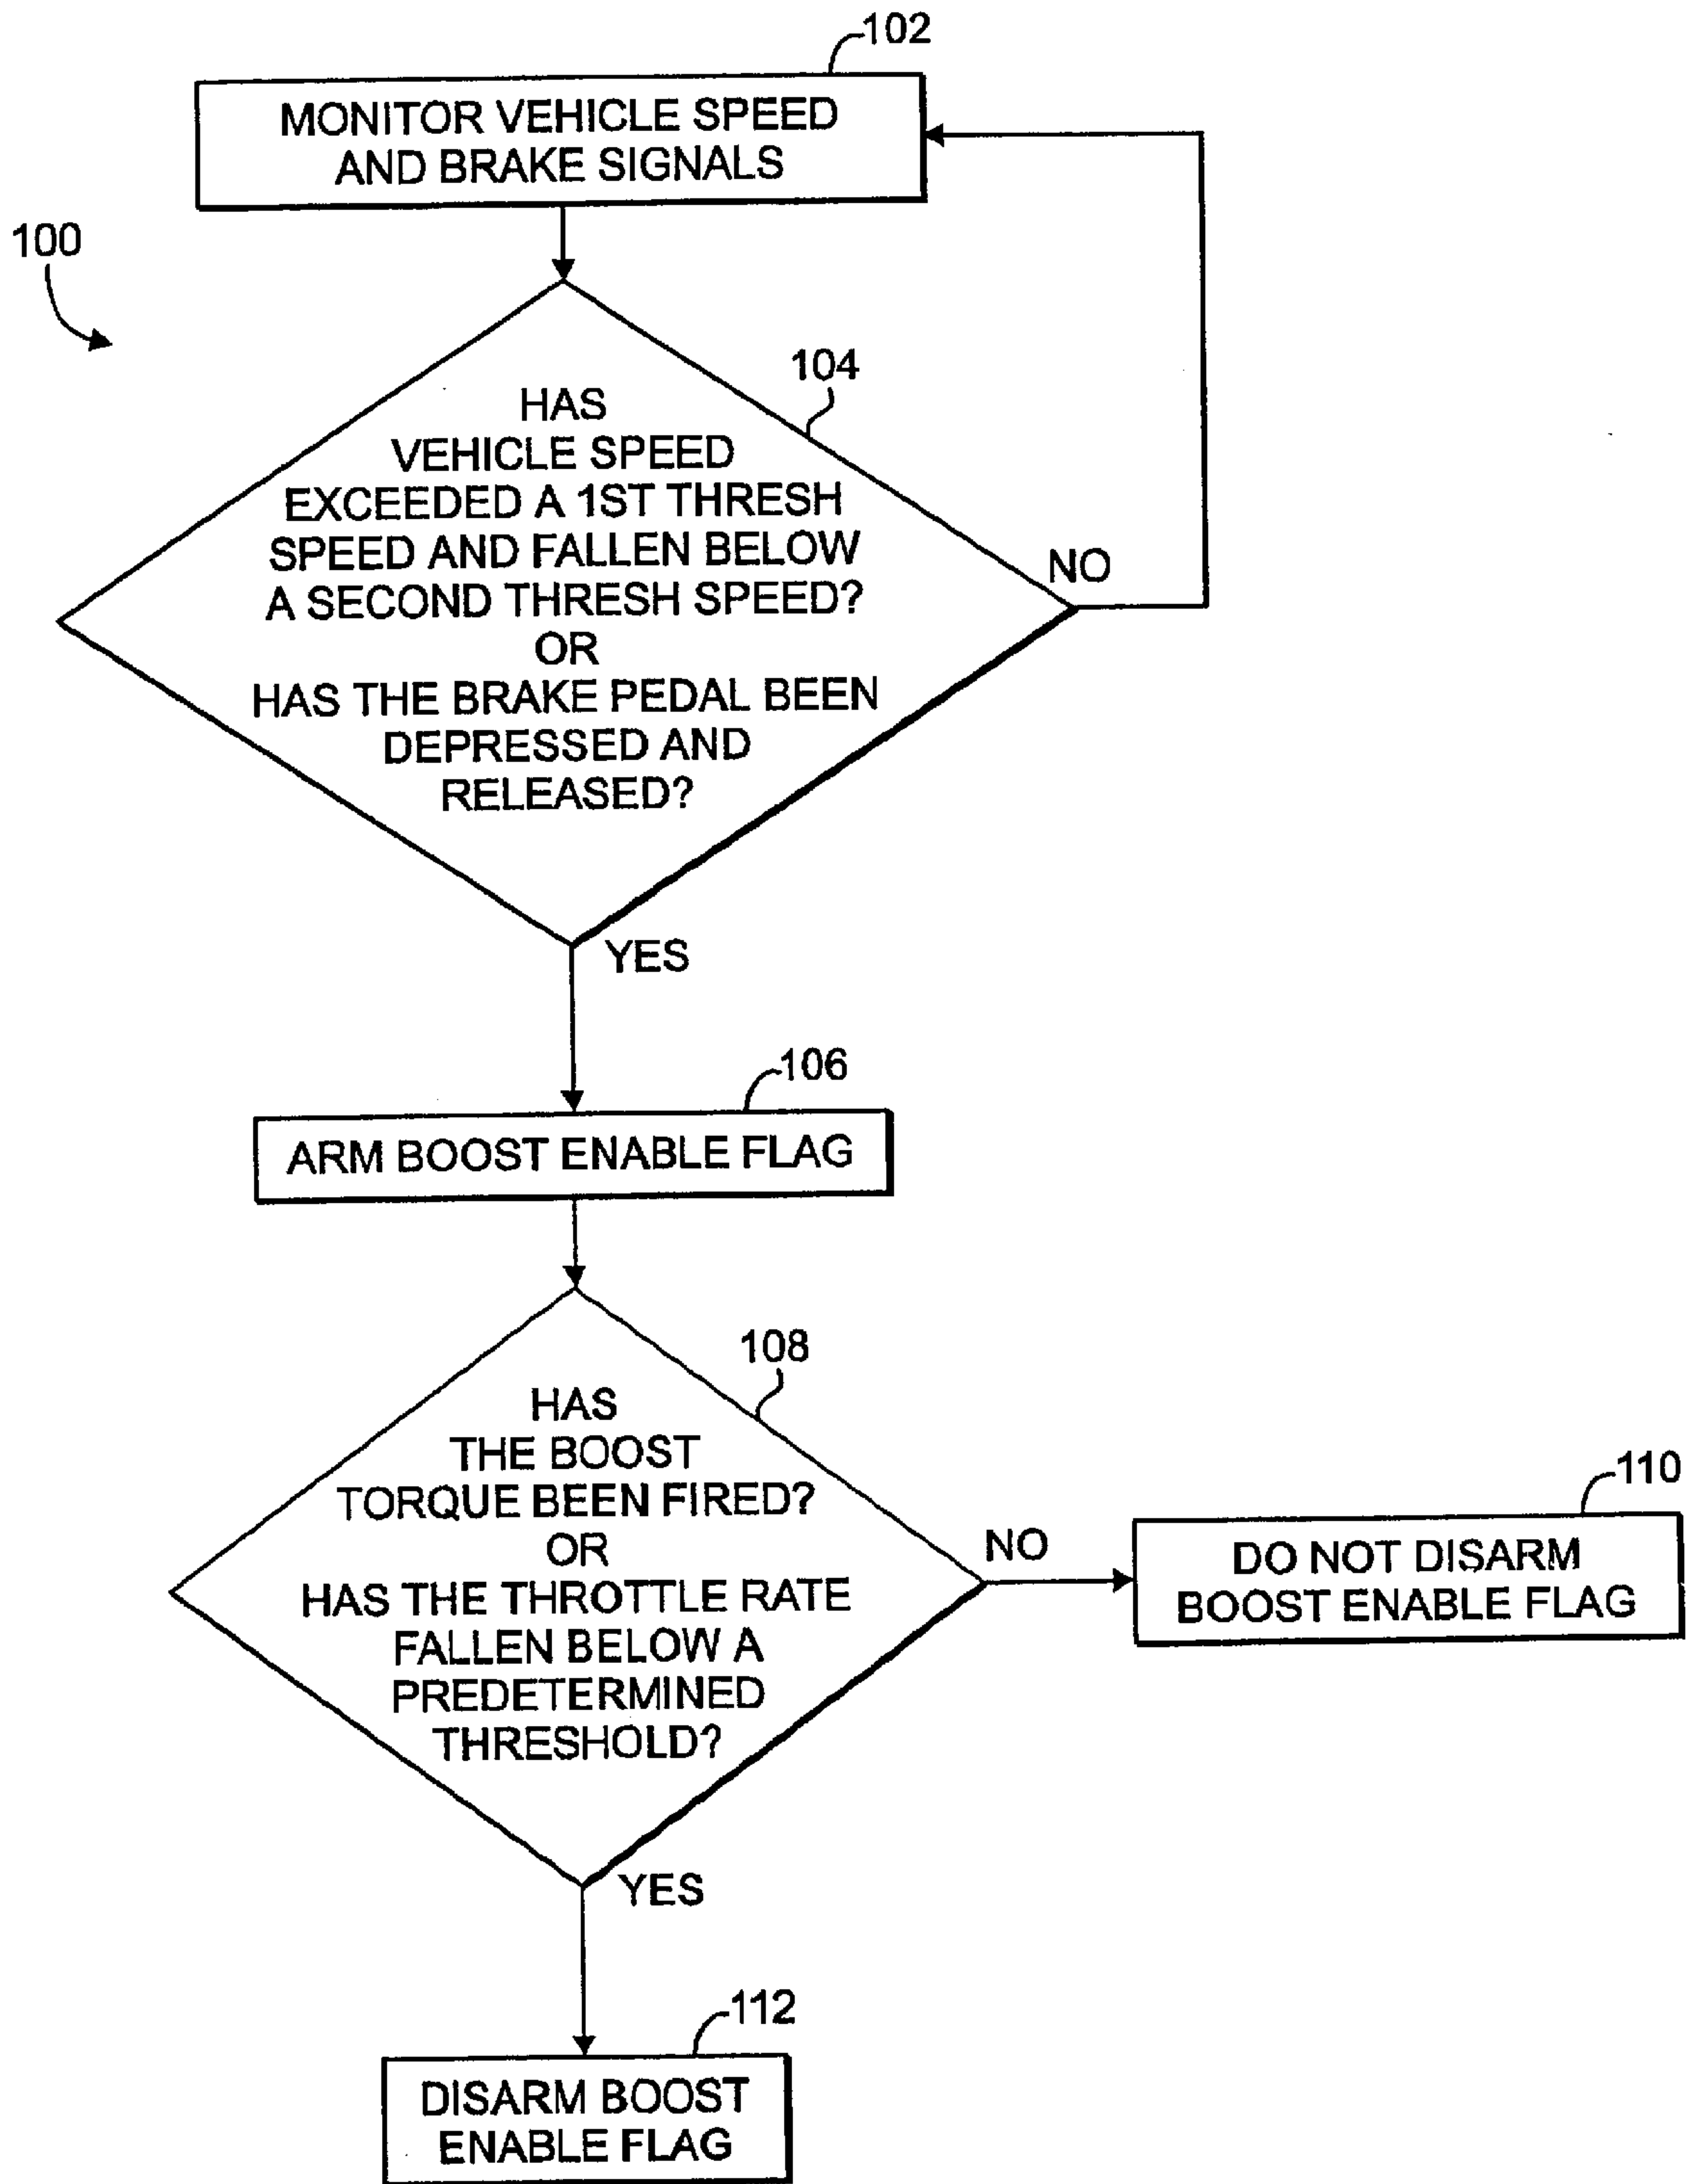 102
MONITOR VEHICLE SPEED
AND BRAKE SIGNALS
100
104
HAS
VEHICLE SPEED
EXCEEDED A 1ST THRESH
SPEED AND FALLEN BELOW
A SECOND THRESH SPEED?
OR
HAS THE BRAKE PEDAL BEEN
DEPRESSED AND
RELEASED?
NO
YES
106
ARM BOOST ENABLE FLAG
108
HAS
THE BOOST
TORQUE BEEN FIRED?
OR
HAS THE THROTTLE RATE
FALLEN BELOW A
PREDETERMINED
THRESHOLD?
NO
110
DO NOT DISARM
BOOST ENABLE FLAG
YES
112
DISARM BOOST
ENABLE FLAG